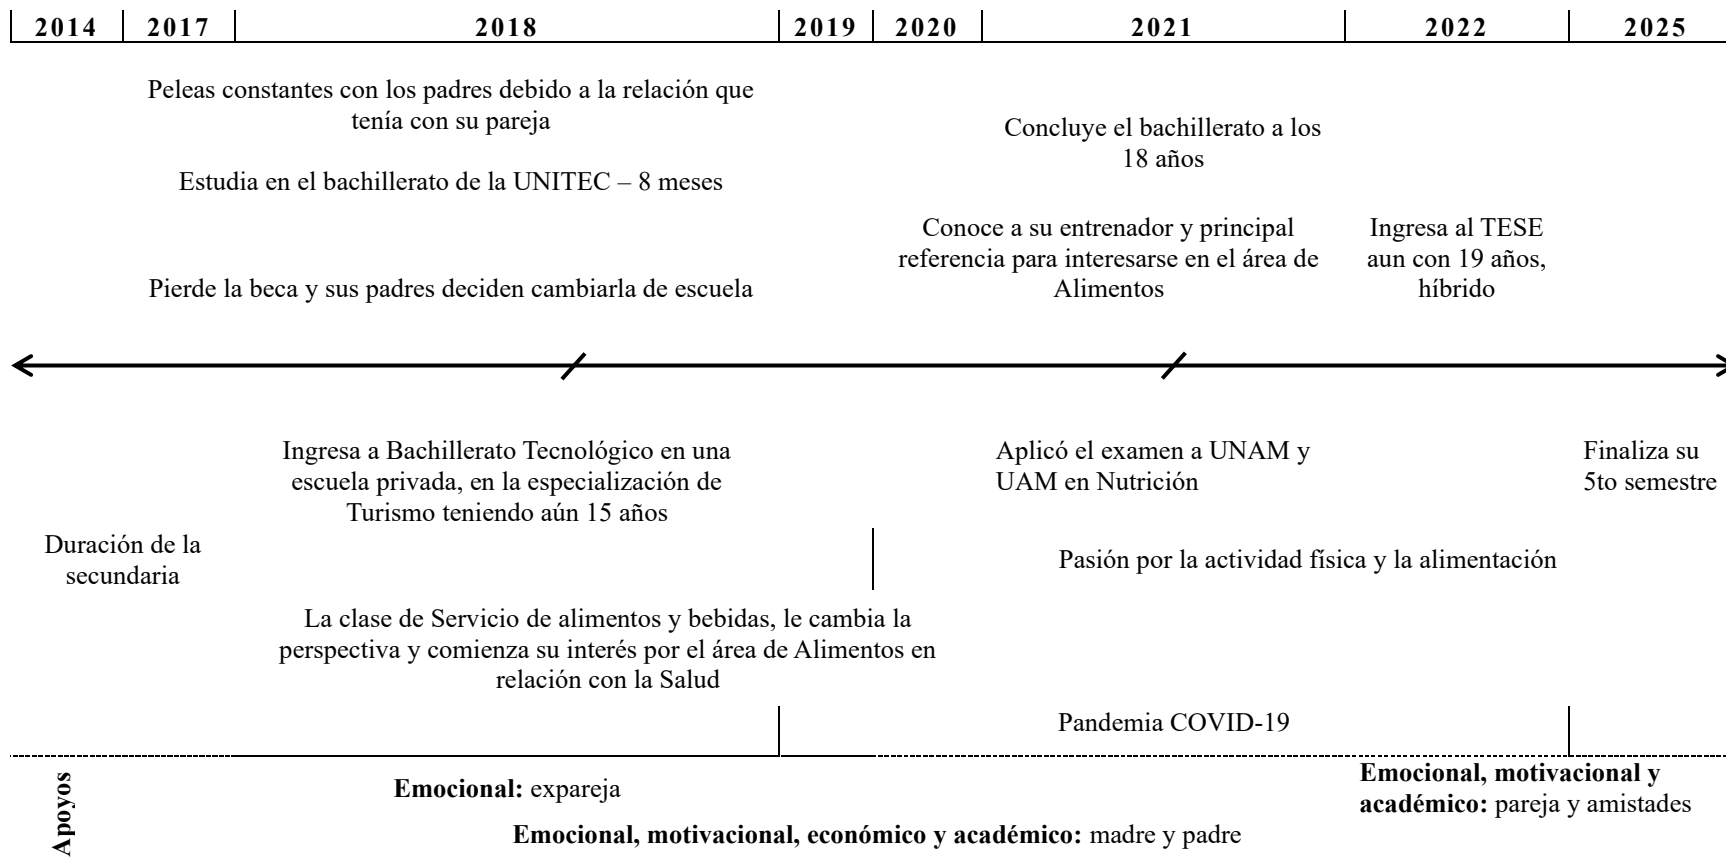 2014 2017 2018 2019 2020 2021 2022 2025
Peleas constantes con los padres debido a la relación que
tenía con su pareja
Estudia en el bachillerato de la UNITEC – 8 meses
Pierde la beca y sus padres deciden cambiarla de escuela
Concluye el bachillerato a los
18 años
Conoce a su entrenador y principal
referencia para interesarse en el área de
Alimentos
Ingresa al TESE
aun con 19 años,
híbrido
Duración de la
secundaria
Ingresa a Bachillerato Tecnológico en una
escuela privada, en la especialización de
Turismo teniendo aún 15 años
La clase de Servicio de alimentos y bebidas, le cambia la
perspectiva y comienza su interés por el área de Alimentos en
relación con la Salud
Aplicó el examen a UNAM y
UAM en Nutrición
Finaliza su
5to semestre
Pasión por la actividad física y la alimentación
Pandemia COVID-19
Apoyos
Emocional: expareja
Emocional, motivacional, económico y académico: madre y padre
Emocional, motivacional y
académico: pareja y amistades